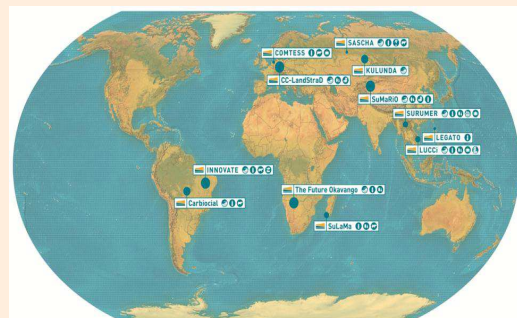 COMTESS
SASCHA
KULUNDA
CC-LandStraD
SuMaRiO
SURUMER
LEGATO
LUCCi
INNOVATE
Carbiocial
The Future Okavango
SuLaMa